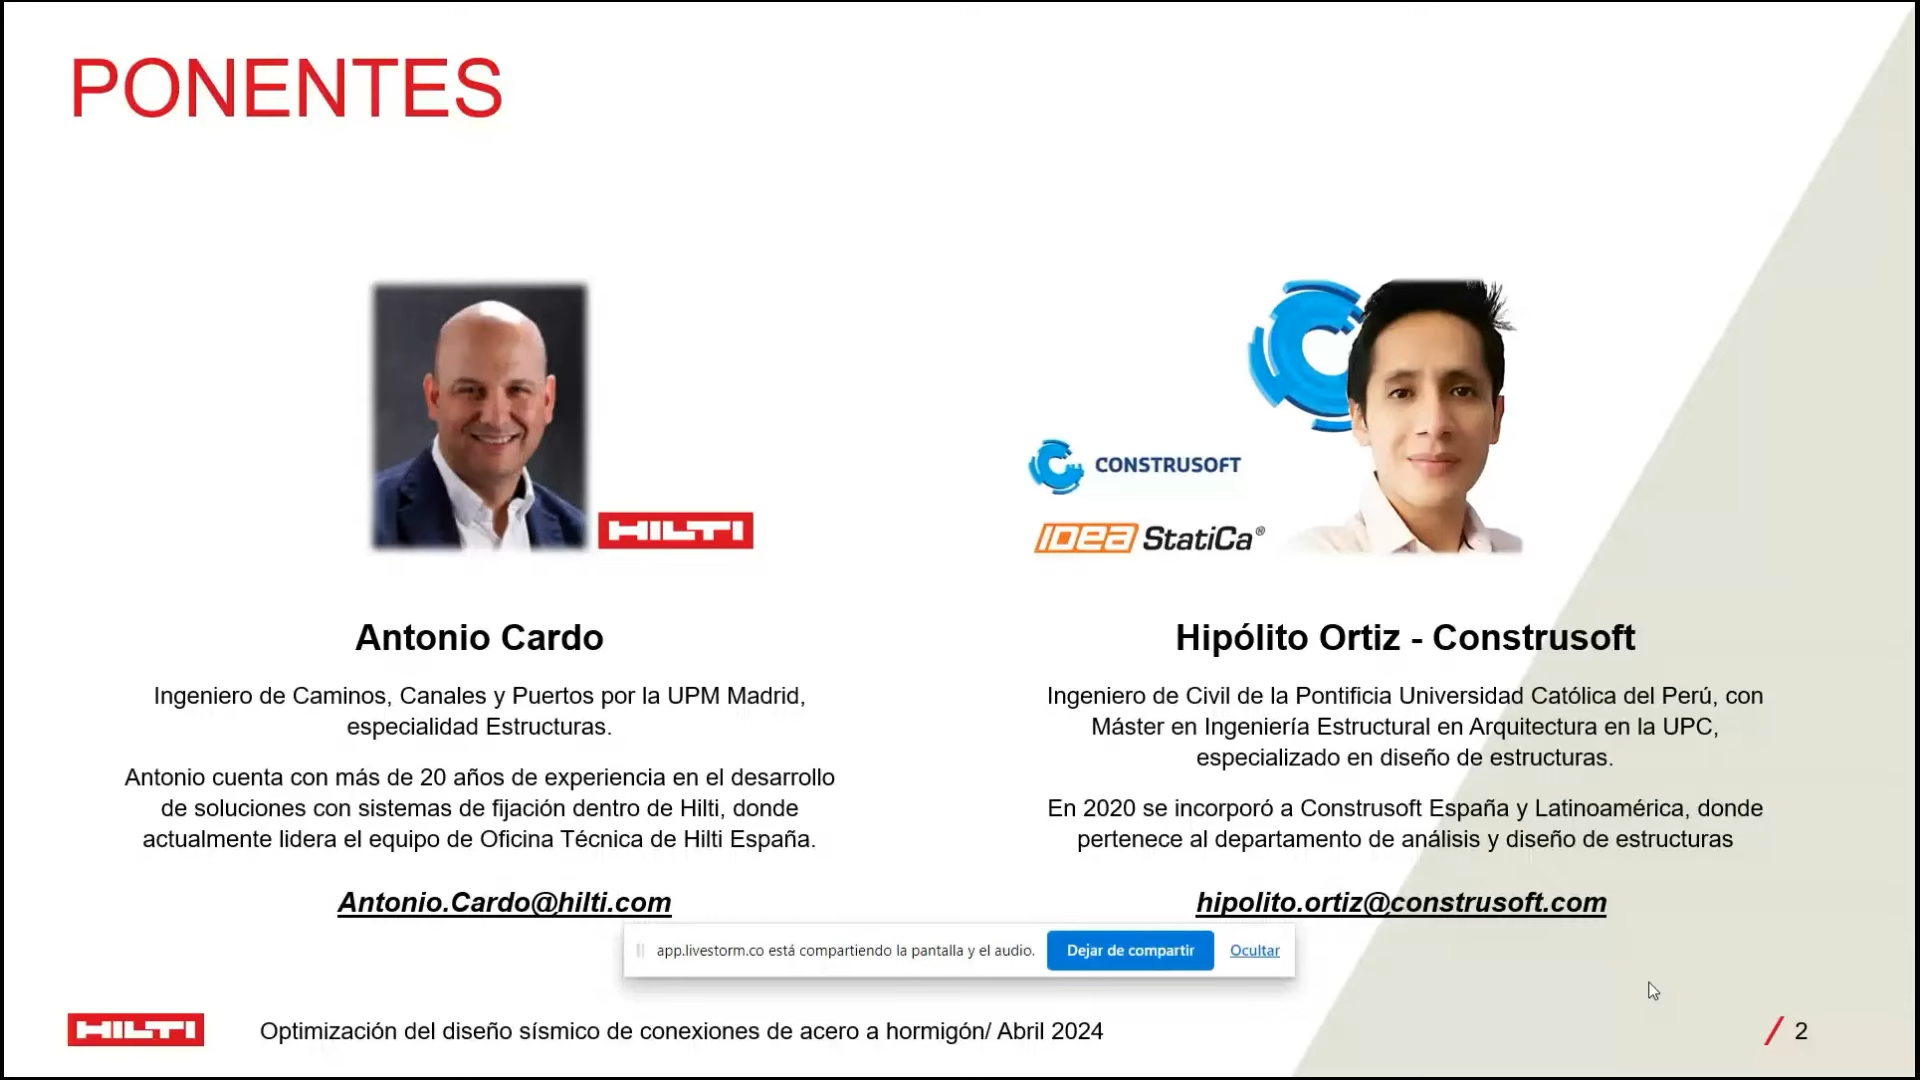 PONENTES
HILTI
CONSTRUSOFT
IDEA StatiCa®
Antonio Cardo
Ingeniero de Caminos, Canales y Puertos por la UPM Madrid,
especialidad Estructuras.
Antonio cuenta con más de 20 años de experiencia en el desarrollo
de soluciones con sistemas de fijación dentro de Hilti, donde
actualmente lidera el equipo de Oficina Técnica de Hilti España.
Antonio.Cardo@hilti.com
Hipólito Ortiz - Construsoft
Ingeniero de Civil de la Pontificia Universidad Católica del Perú, con
Máster en Ingeniería Estructural en Arquitectura en la UPC,
especializado en diseño de estructuras.
En 2020 se incorporó a Construsoft España y Latinoamérica, donde
pertenece al departamento de análisis y diseño de estructuras
hipolito.ortiz@construsoft.com
app.livestorm.co está compartiendo la pantalla y el audio. Dejar de compartir Ocultar
HILTI Optimización del diseño sísmico de conexiones de acero a hormigón/ Abril 2024 / 2